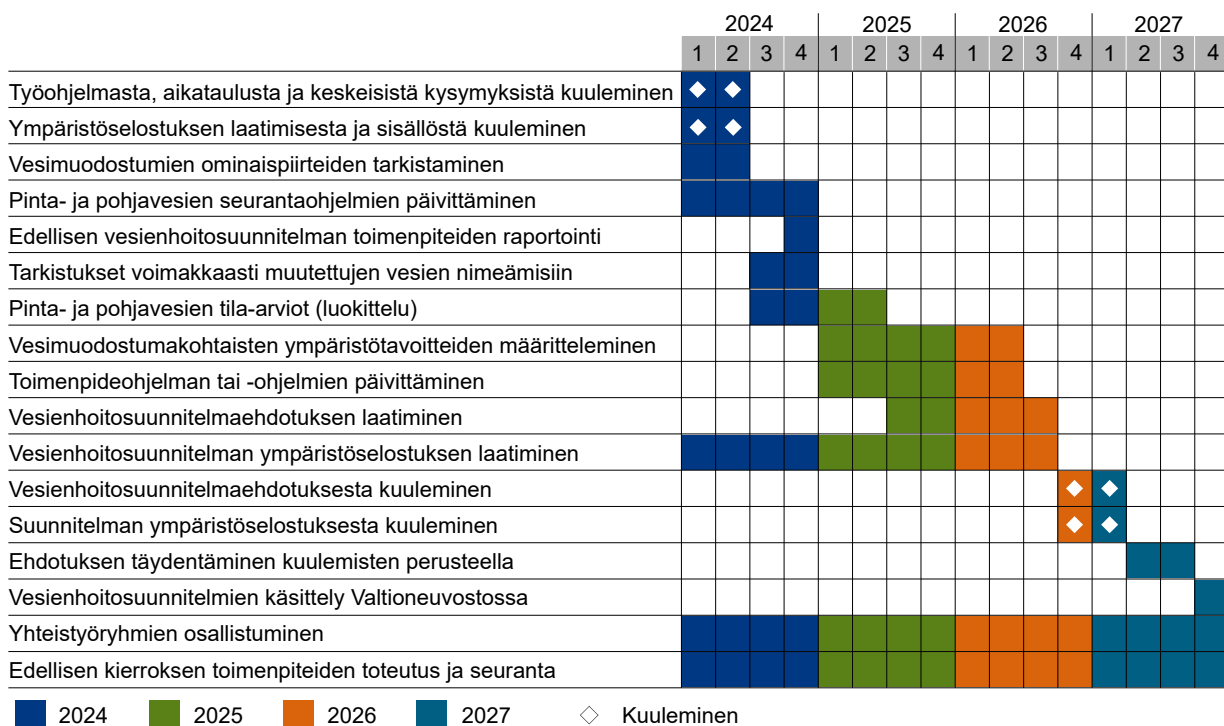 2024 2025 2026 2027
1 2 3 4 1 2 3 4 1 2 3 4 1 2 3 4
Työohjelmasta, aikataulusta ja keskeisistä kysymyksistä kuuleminen
Ympäristöselostuksen laatimisesta ja sisällöstä kuuleminen
Vesimuodostumien ominaispiirteiden tarkistaminen
Pinta- ja pohjavesien seurantaohjelmien päivittäminen
Edellisen vesienhoitosuunnitelman toimenpiteiden raportointi
Tarkistukset voimakkaasti muutettujen vesien nimeämisiin
Pinta- ja pohjavesien tila-arviot (luokittelu)
Vesimuodostumakohtaisten ympäristötavoitteiden määritteleminen
Toimenpideohjelman tai -ohjelmien päivittäminen
Vesienhoitosuunnitelmaehdotuksen laatiminen
Vesienhoitosuunnitelman ympäristöselostuksen laatiminen
Vesienhoitosuunnitelmaehdotuksesta kuuleminen
Suunnitelman ympäristöselostuksesta kuuleminen
Ehdotuksen täydentäminen kuulemisten perusteella
Vesienhoitosuunnitelmien käsittely Valtioneuvostossa
Yhteistyöryhmien osallistuminen
Edellisen kierroksen toimenpiteiden toteutus ja seuranta
2024 2025 2026 2027 Kuuleminen